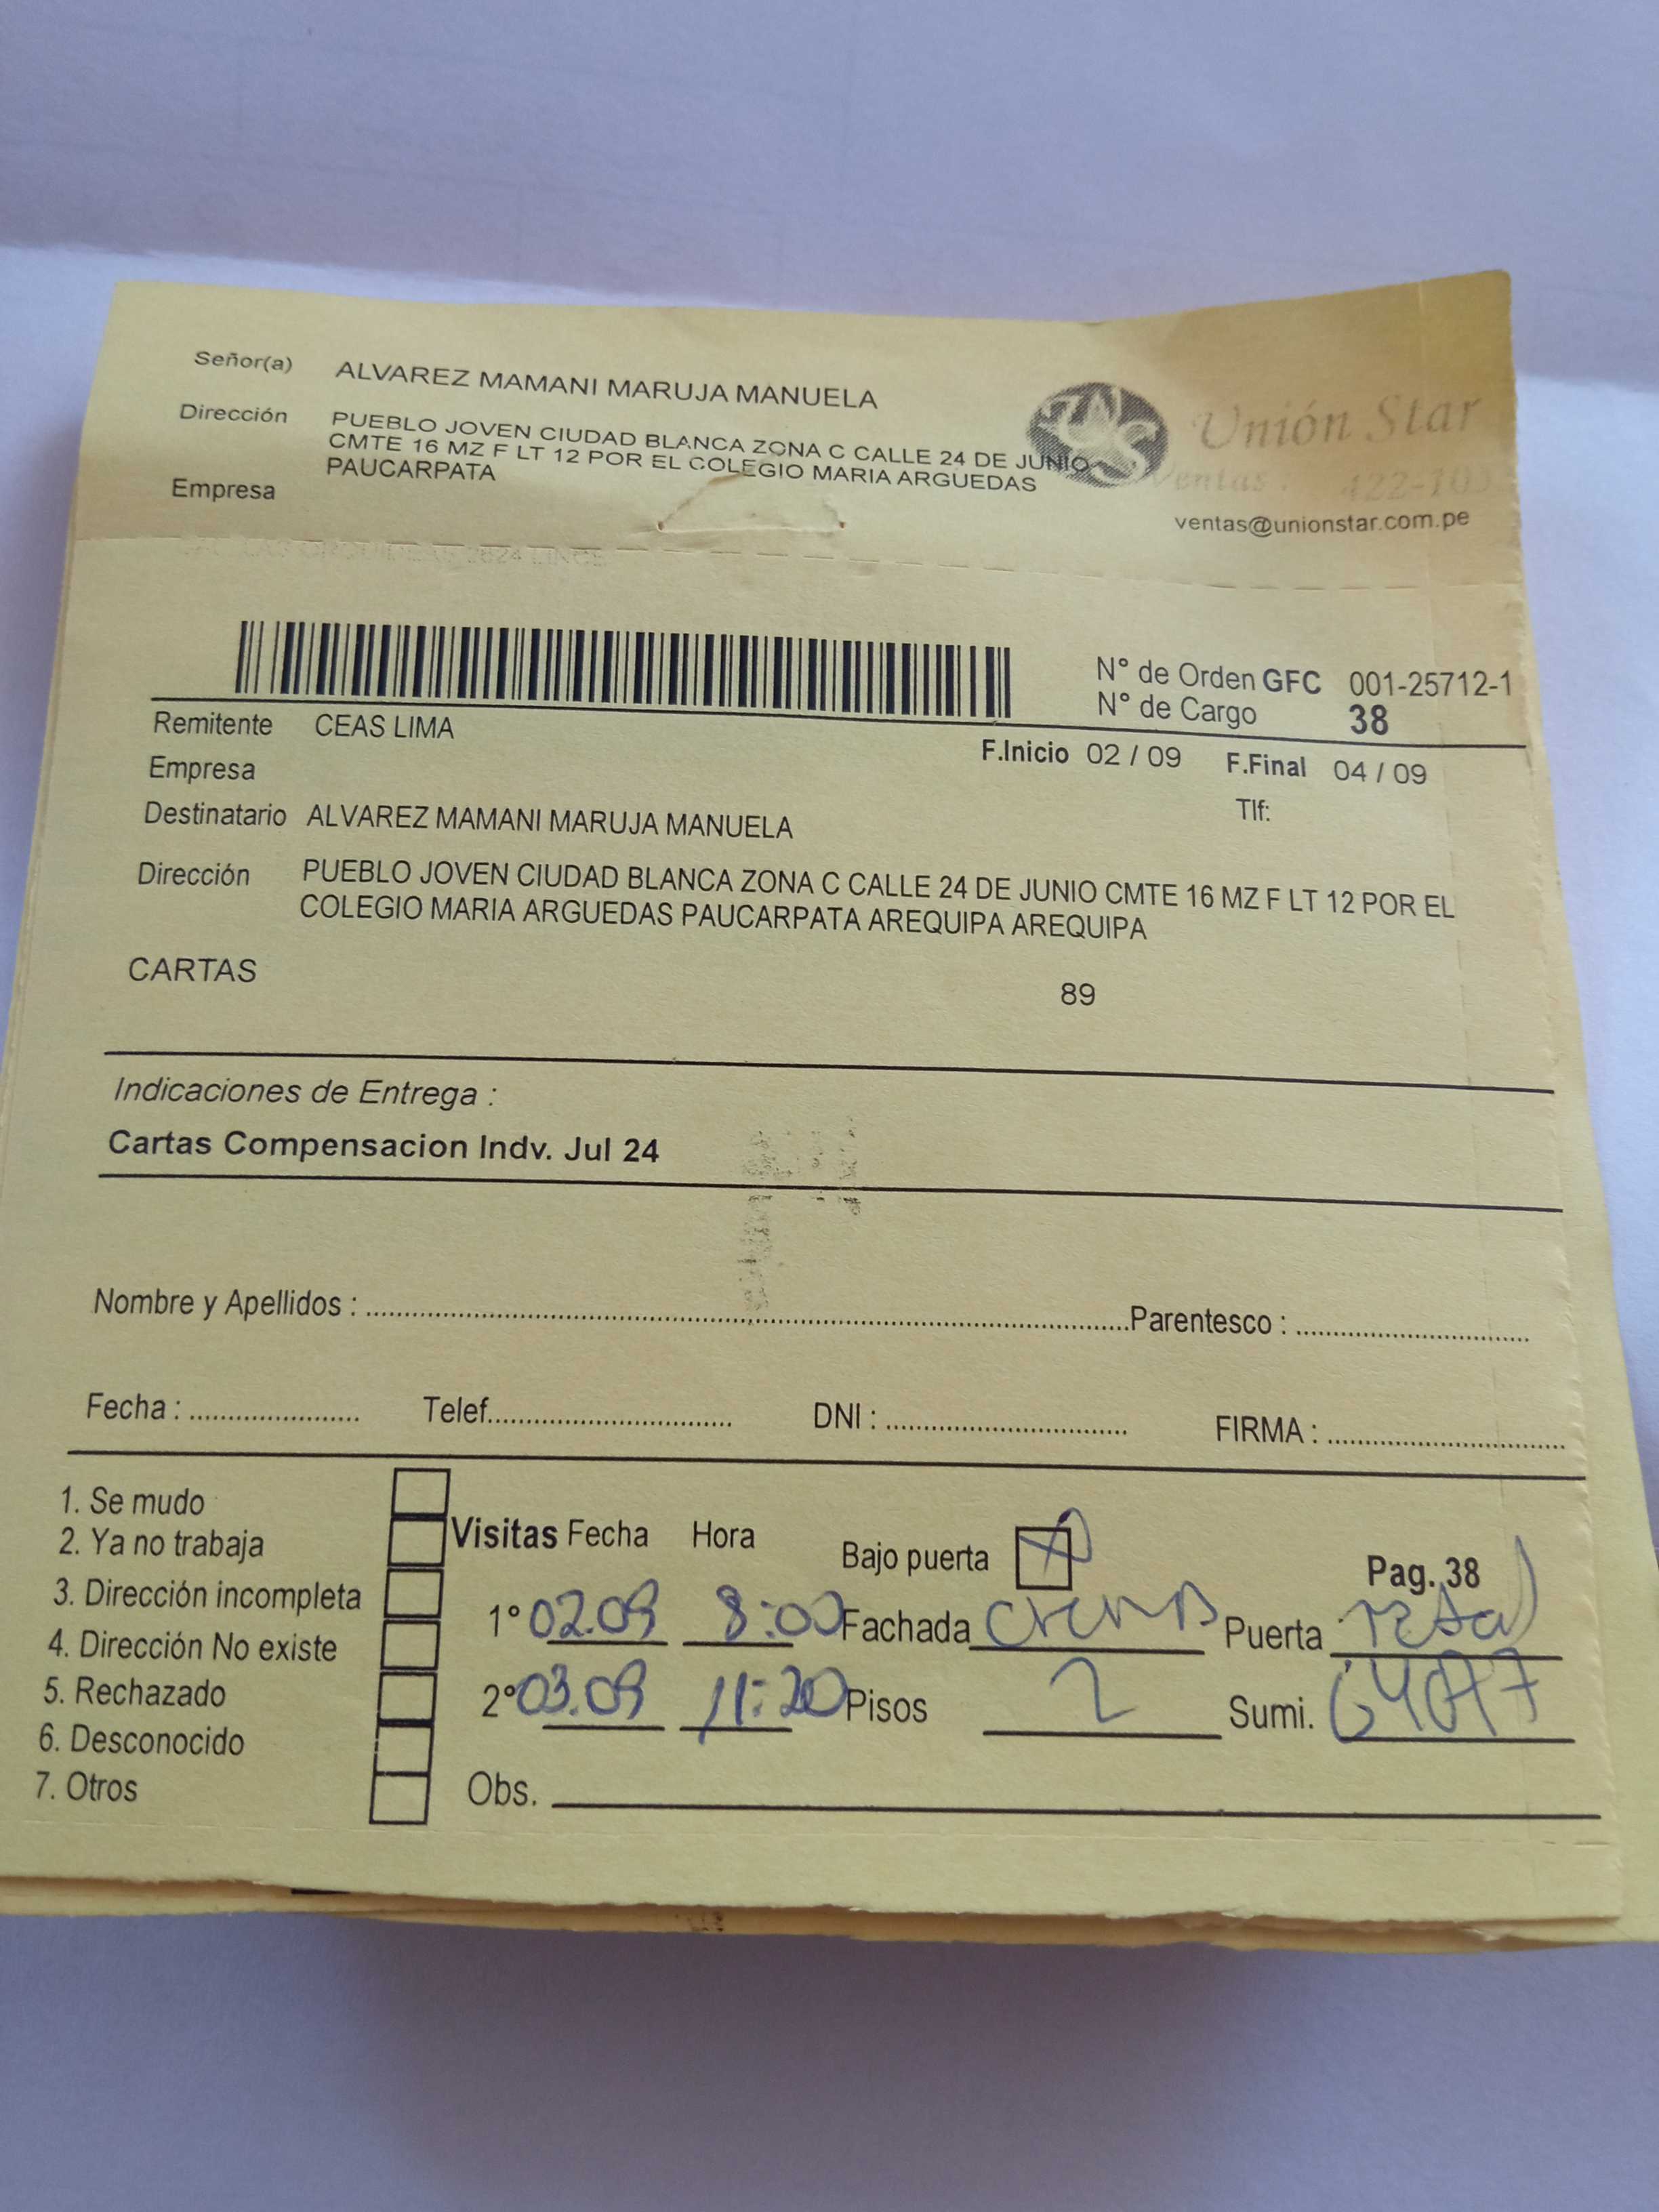 Señor(a) ALVAREZ MAMANI MARUJA MANUELA
Dirección PUEBLO JOVEN CIUDAD BLANCA ZONA C CALLE 24 DE JUNIO
CMTE 16 MZ F LT 12 POR EL COLEGIO MARIA ARGUEDAS
PAUCARPATA
Empresa
Unión Star
Ventas :
ventas@unionstar.com.pe
N° de Orden GFC 001-25712-1
N° de Cargo 38
Remitente CEAS LIMA
F.Inicio 02 / 09 F.Final 04 / 09
Empresa
Tlf:
Destinatario ALVAREZ MAMANI MARUJA MANUELA
Dirección PUEBLO JOVEN CIUDAD BLANCA ZONA C CALLE 24 DE JUNIO CMTE 16 MZ F LT 12 POR EL
COLEGIO MARIA ARGUEDAS PAUCARPATA AREQUIPA AREQUIPA
CARTAS 89
Indicaciones de Entrega :
Cartas Compensacion Indv. Jul 24
Nombre y Apellidos : Parentesco :
Fecha : Telef. DNI : FIRMA :
1. Se mudo
2. Ya no trabaja
3. Dirección incompleta
4. Dirección No existe
5. Rechazado
6. Desconocido
7. Otros
Visitas Fecha Hora Bajo puerta Pag. 38
1° 02.09 8:00 Fachada Puerta
2° 03.09 11:20 Pisos 2 Sumi.
Obs.